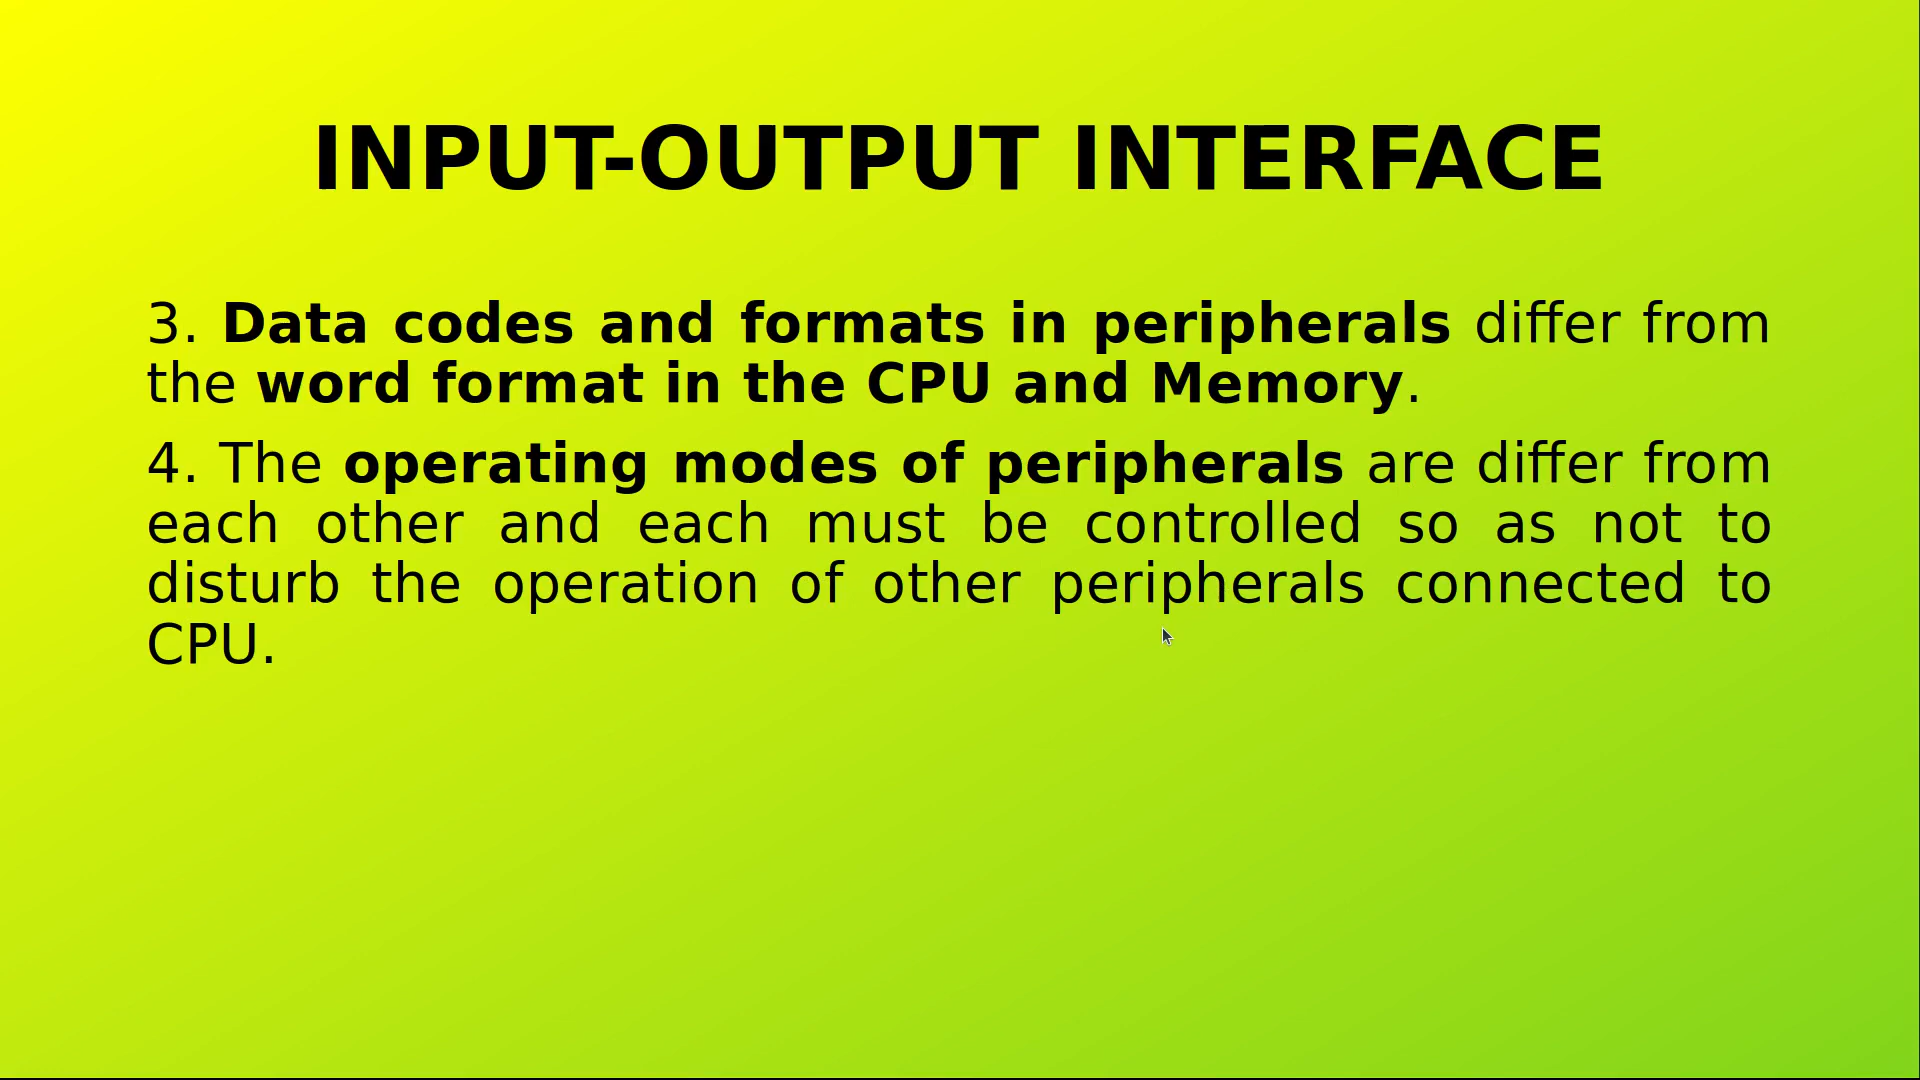 INPUT-OUTPUT INTERFACE
3. Data codes and formats in peripherals differ from
the word format in the CPU and Memory.
4. The operating modes of peripherals are differ from
each other and each must be controlled so as not to
disturb the operation of other peripherals connected to
CPU.